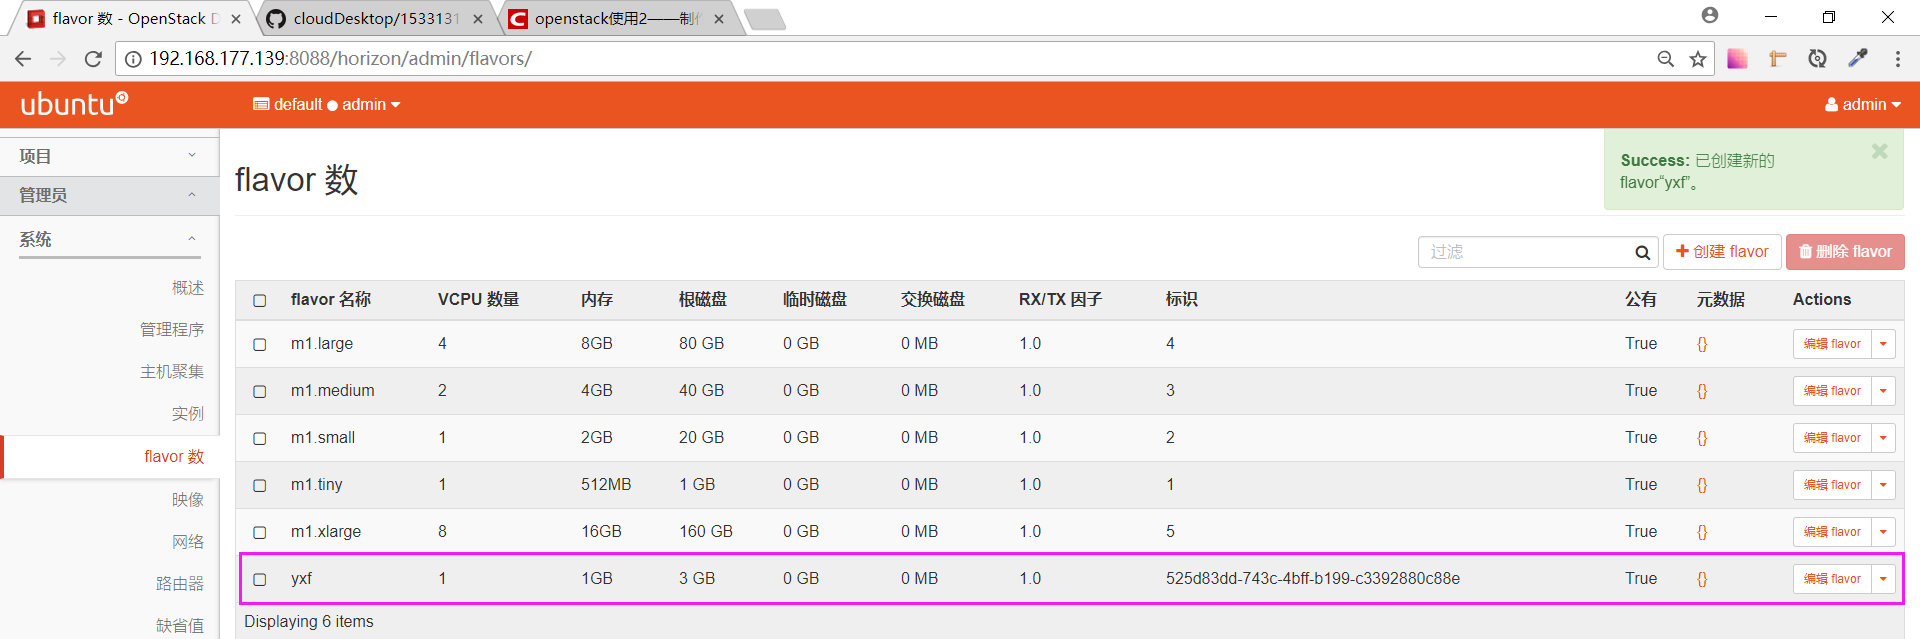 flavor 数 - OpenStack D
cloudDesktop/1533131
openstack使用2——制作
192.168.177.139:8088/horizon/admin/flavors/
ubuntu
default admin
admin
项目
管理员
系统
概述
管理程序
主机聚集
实例
flavor 数
映像
网络
路由器
缺省值
flavor 数
Success: 已创建新的
flavor“yxf”。
过滤
创建 flavor
删除 flavor
flavor 名称 VCPU 数量 内存 根磁盘 临时磁盘 交换磁盘 RX/TX 因子 标识 公有 元数据 Actions
m1.large 4 8GB 80 GB 0 GB 0 MB 1.0 4 True {} 编辑 flavor
m1.medium 2 4GB 40 GB 0 GB 0 MB 1.0 3 True {} 编辑 flavor
m1.small 1 2GB 20 GB 0 GB 0 MB 1.0 2 True {} 编辑 flavor
m1.tiny 1 512MB 1 GB 0 GB 0 MB 1.0 1 True {} 编辑 flavor
m1.xlarge 8 16GB 160 GB 0 GB 0 MB 1.0 5 True {} 编辑 flavor
yxf 1 1GB 3 GB 0 GB 0 MB 1.0 525d83dd-743c-4bff-b199-c3392880c88e True {} 编辑 flavor
Displaying 6 items